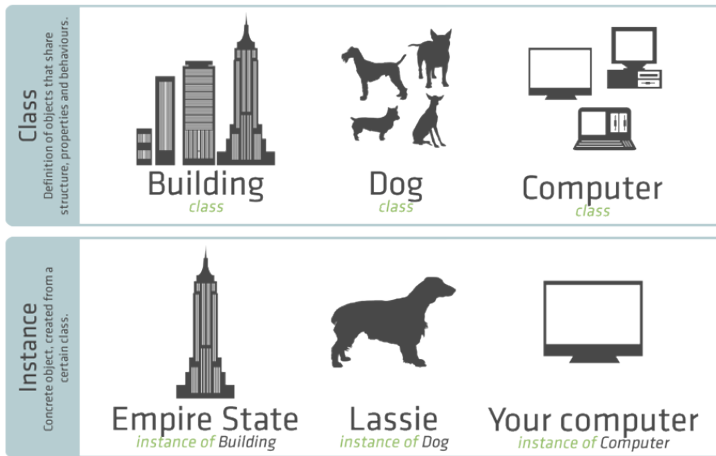 Class
Definition of objects that share
structure, properties and behaviours.
Building
class
Dog
class
Computer
class
Instance
Concrete object, created from a
certain class.
Empire State
instance of Building
Lassie
instance of Dog
Your computer
instance of Computer